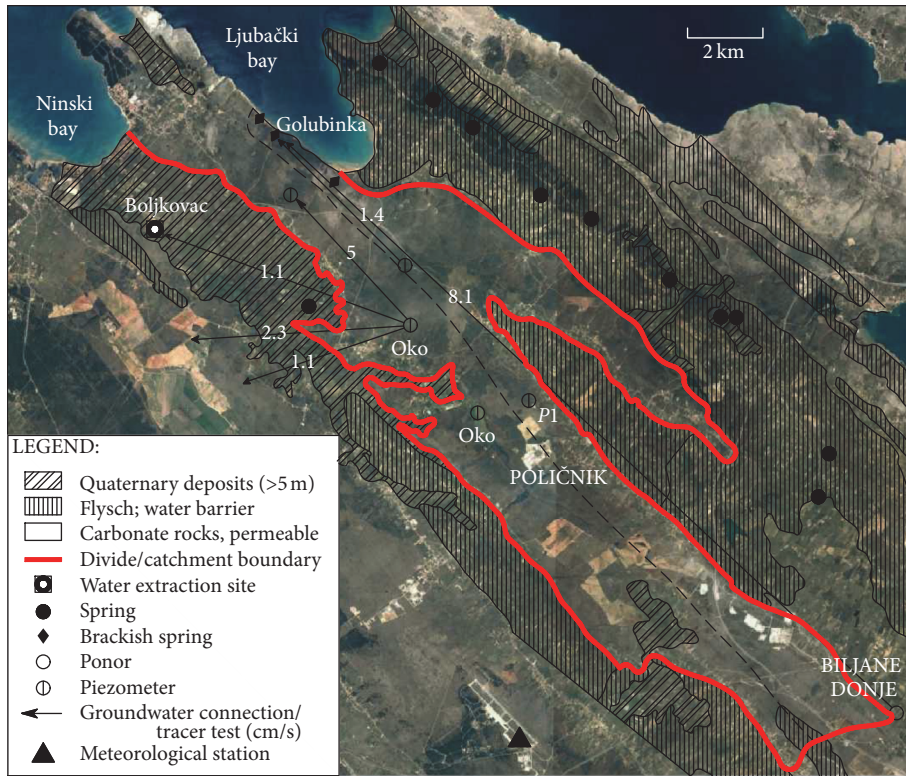 Ljubački
bay
2 km
Ninski
bay
Golubinka
Boljkovac
1.4
5
1.1
8.1
2.3
Oko
1.1
Oko
P1
POLIČNIK
BILJANE
DONJE
LEGEND:
Quaternary deposits (>5 m)
Flysch; water barrier
Carbonate rocks, permeable
Divide/catchment boundary
Water extraction site
Spring
Brackish spring
Ponor
Piezometer
Groundwater connection/
tracer test (cm/s)
Meteorological station